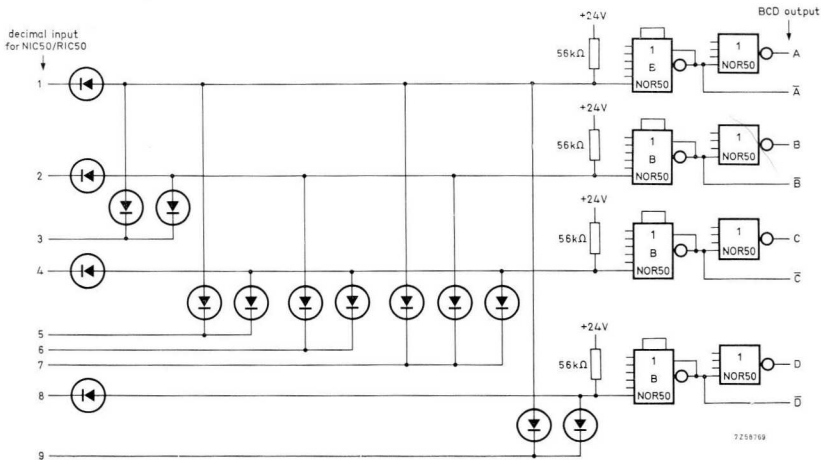 decimal input
for NIC50/RIC50
BCD output
+24V
56kΩ
1
E
NOR50
1
NOR50
A
A̅
1
+24V
56kΩ
1
B
NOR50
1
NOR50
B
B̅
2
+24V
56kΩ
1
B
NOR50
1
NOR50
C
C̅
3
4
5
6
7
+24V
56kΩ
1
B
NOR50
1
NOR50
D
D̅
8
9
7Z58769